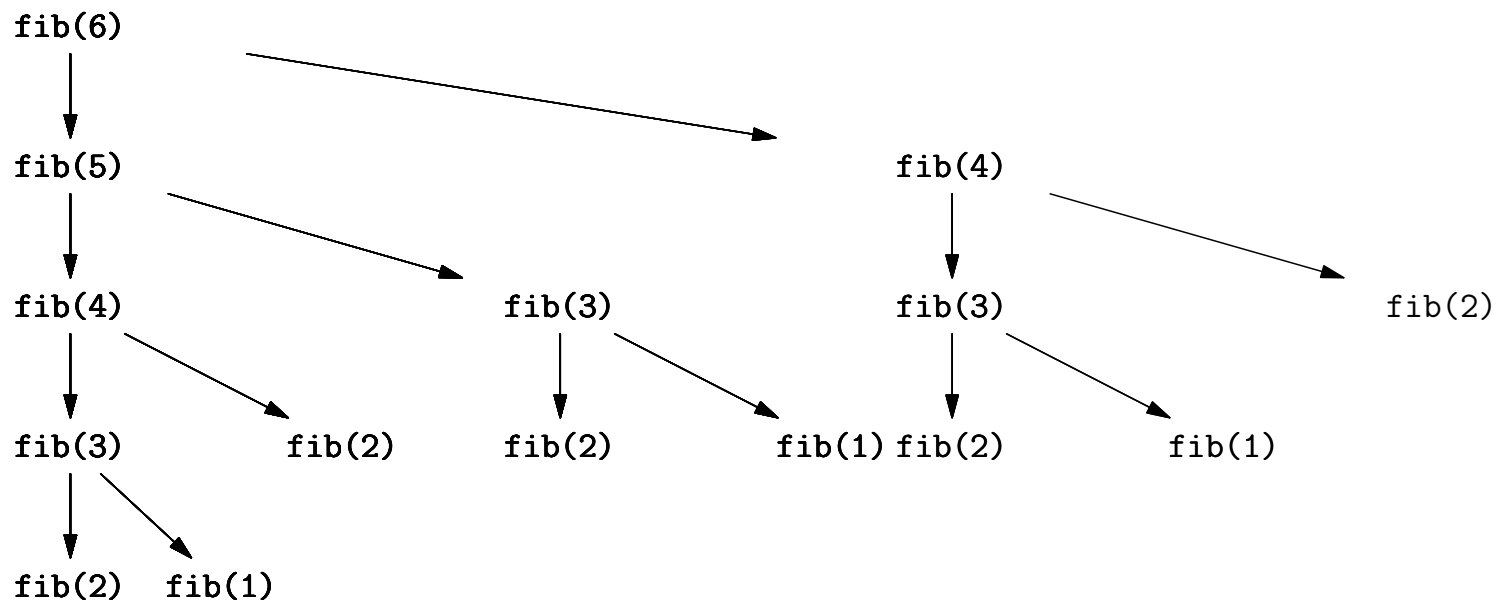 fib(6)
fib(5) fib(4)
fib(4) fib(3) fib(3) fib(2)
fib(3) fib(2) fib(2) fib(1) fib(2) fib(1)
fib(2) fib(1)